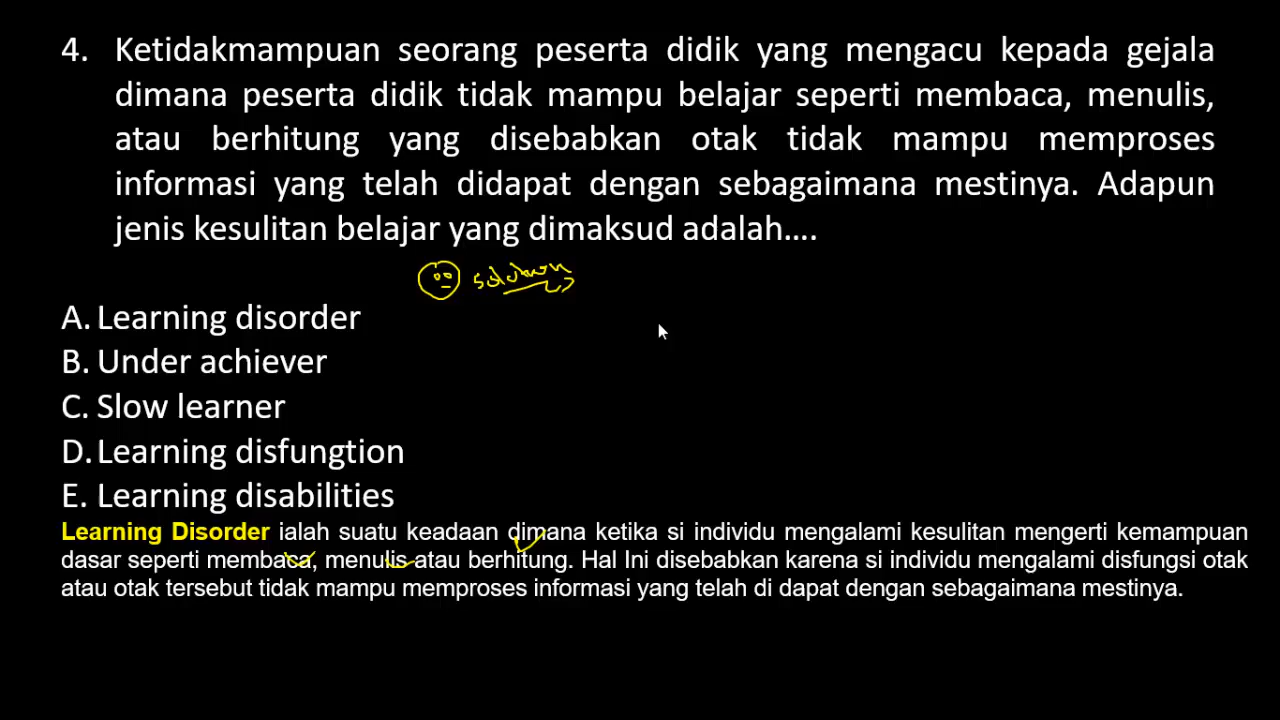 4. Ketidakmampuan seorang peserta didik yang mengacu kepada gejala
dimana peserta didik tidak mampu belajar seperti membaca, menulis,
atau berhitung yang disebabkan otak tidak mampu memproses
informasi yang telah didapat dengan sebagaimana mestinya. Adapun
jenis kesulitan belajar yang dimaksud adalah....
A. Learning disorder
B. Under achiever
C. Slow learner
D. Learning disfungtion
E. Learning disabilities
Learning Disorder ialah suatu keadaan dimana ketika si individu mengalami kesulitan mengerti kemampuan
dasar seperti membaca, menulis atau berhitung. Hal Ini disebabkan karena si individu mengalami disfungsi otak
atau otak tersebut tidak mampu memproses informasi yang telah di dapat dengan sebagaimana mestinya.